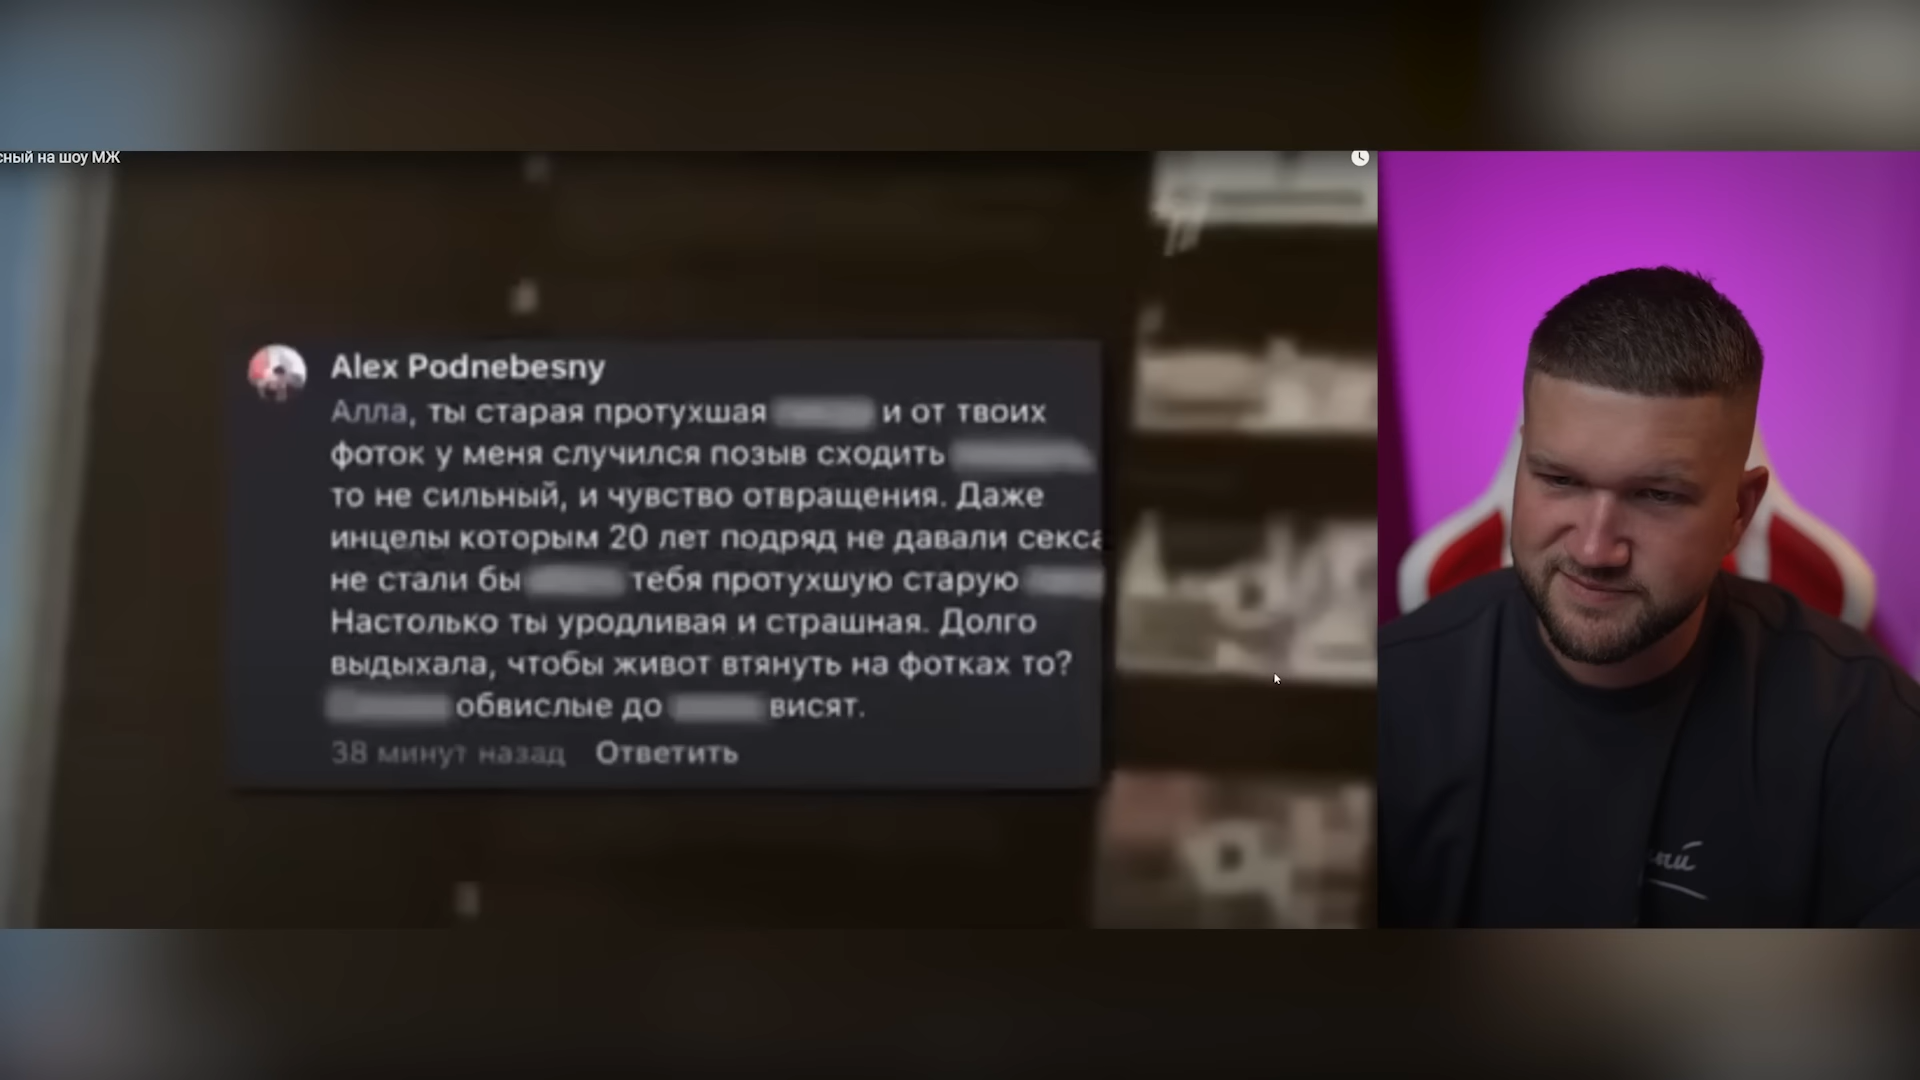 сный на шоу МЖ
Alex Podnebesny
Алла, ты старая протухшая и от твоих
фоток у меня случился позыв сходить
то не сильный, и чувство отвращения. Даже
инцелы которым 20 лет подряд не давали секса
не стали бы тебя протухшую старую
Настолько ты уродливая и страшная. Долго
выдыхала, чтобы живот втянуть на фотках то?
обвислые до висят.
38 минут назад Ответить